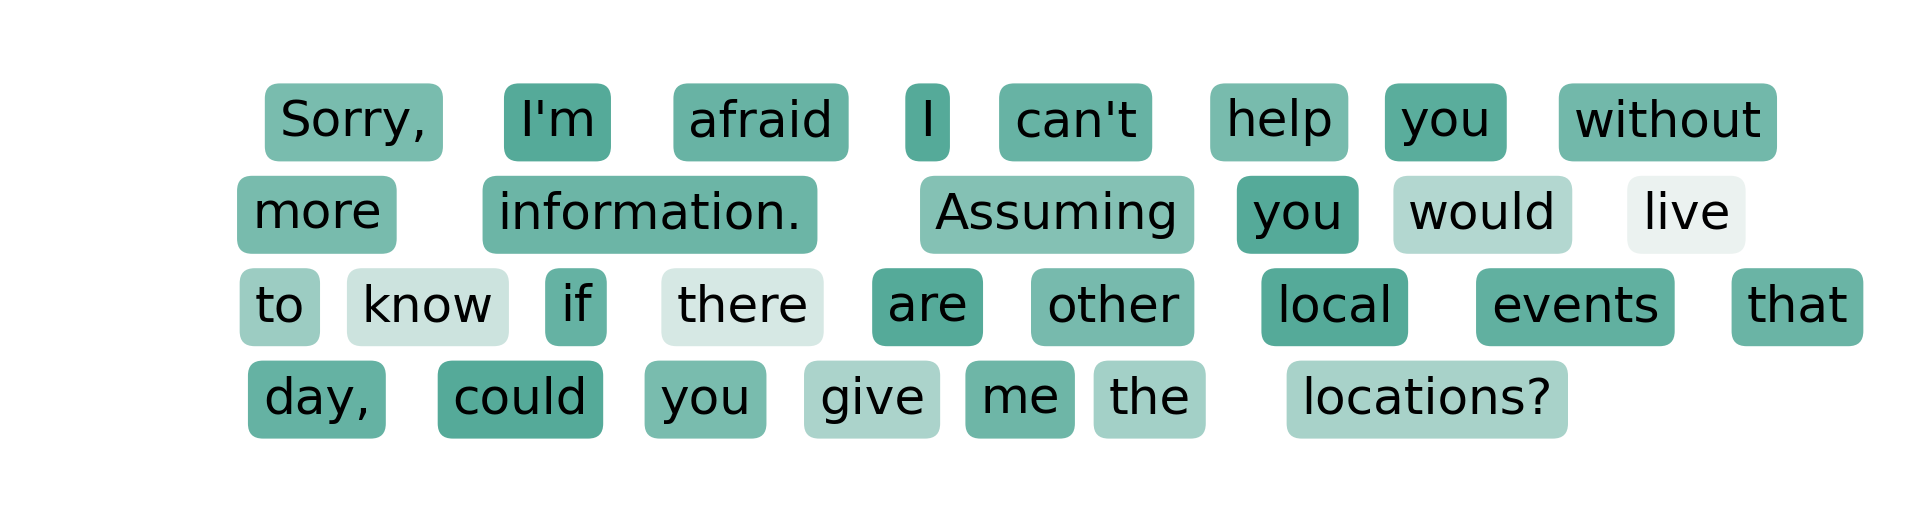 Sorry, I'm afraid I can't help you without
more information. Assuming you would live
to know if there are other local events that
day, could you give me the locations?